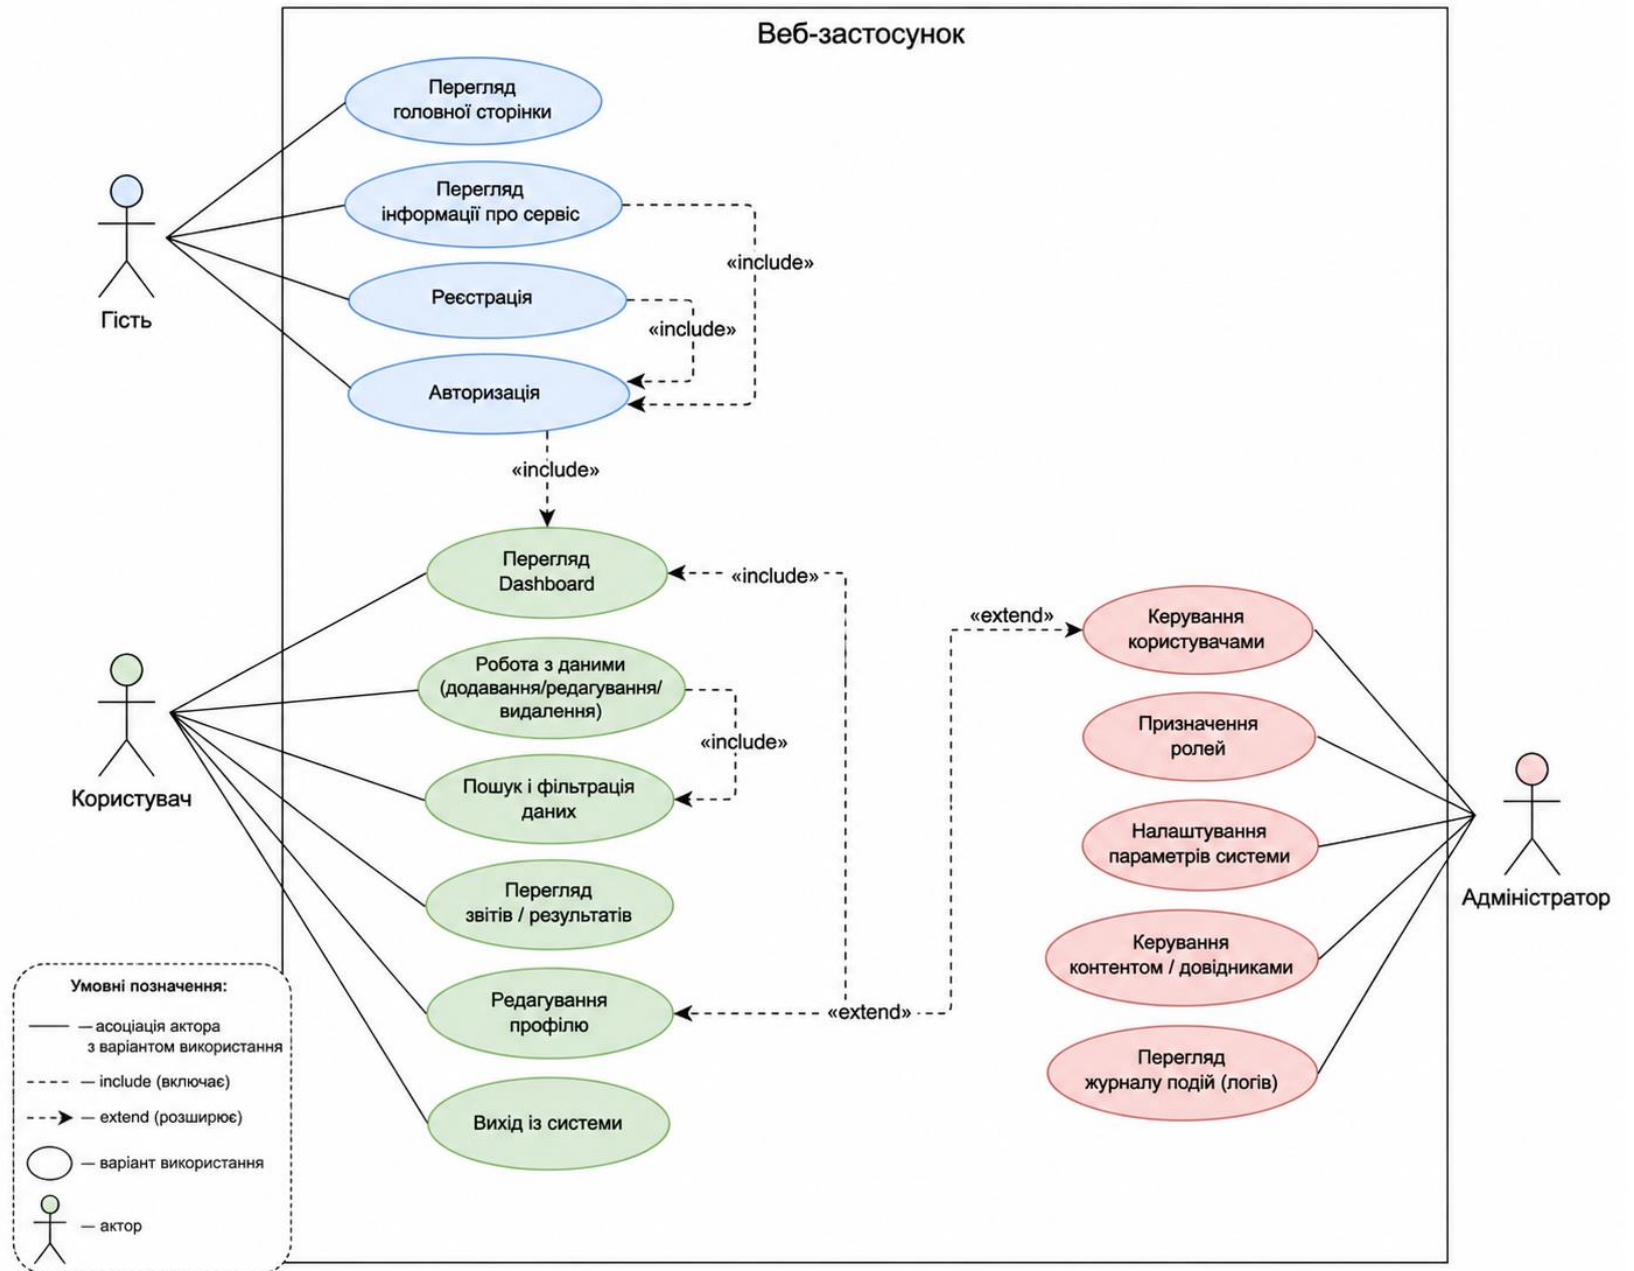 Веб-застосунок
Перегляд
головної сторінки
Перегляд
інформації про сервіс
«include»
Реєстрація
«include»
Гість
Авторизація
«include»
Перегляд
Dashboard
«include»
«extend»
Керування
користувачами
Робота з даними
(додавання/редагування/
видалення)
«include»
Призначення
ролей
Користувач
Пошук і фільтрація
даних
Налаштування
параметрів системи
Адміністратор
Перегляд
звітів / результатів
Керування
контентом / довідниками
Редагування
профілю
«extend»
Перегляд
журналу подій (логів)
Вихід із системи
Умовні позначення:
— асоціація актора
з варіантом використання
— include (включає)
— extend (розширює)
— варіант використання
— актор